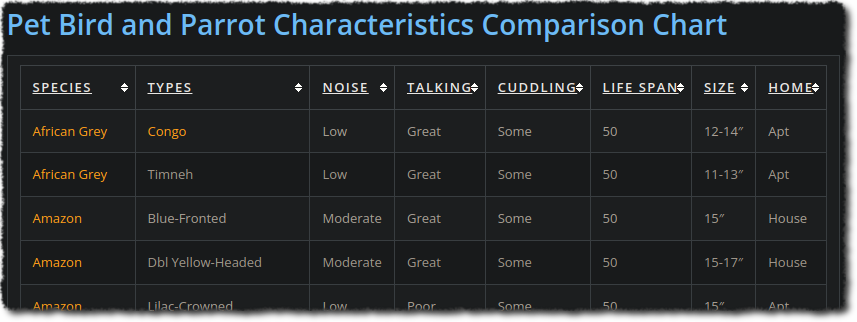 Pet Bird and Parrot Characteristics Comparison Chart
SPECIES TYPES NOISE TALKING CUDDLING LIFE SPAN SIZE HOME
African Grey Congo Low Great Some 50 12-14″ Apt
African Grey Timneh Low Great Some 50 11-13″ Apt
Amazon Blue-Fronted Moderate Great Some 50 15″ House
Amazon Dbl Yellow-Headed Moderate Great Some 50 15-17″ House
Amazon Lilac-Crowned Low Poor Some 50 15″ Apt